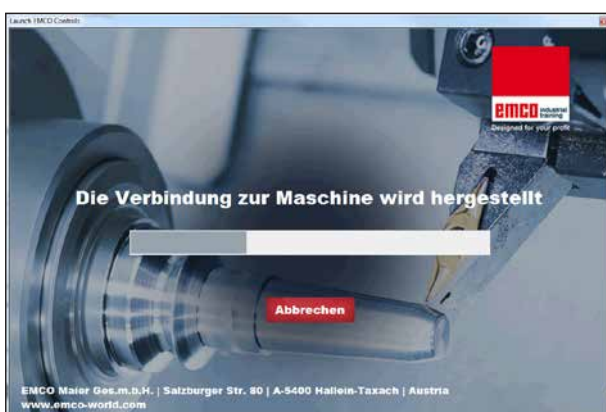 Launch EMCO Controls
emco industrial
training
Designed for your profit
Die Verbindung zur Maschine wird hergestellt
Abbrechen
EMCO Maier Ges.m.b.H. | Salzburger Str. 80 | A-5400 Hallein-Taxach | Austria
www.emco-world.com